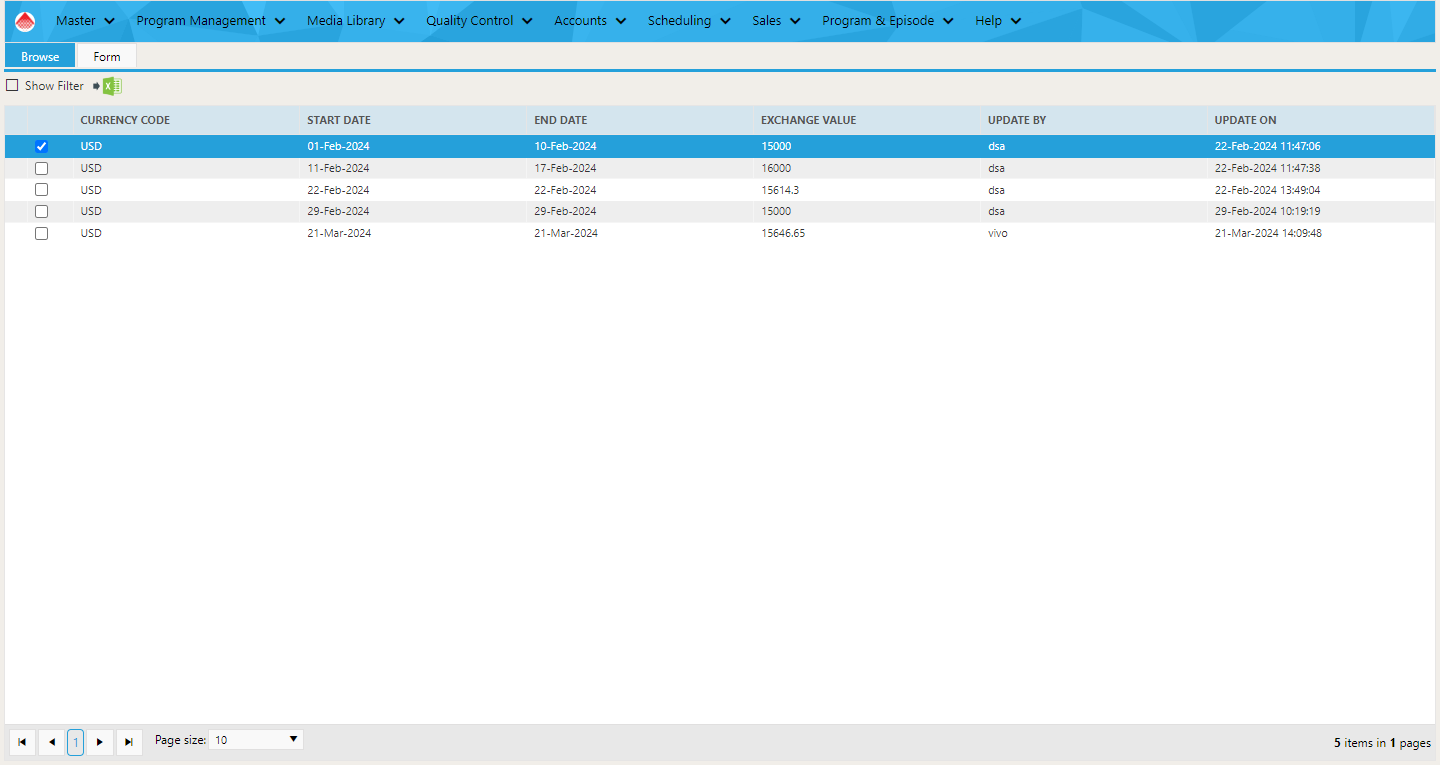 Master Program Management Media Library Quality Control Accounts Scheduling Sales Program & Episode Help
Browse Form
Show Filter
CURRENCY CODE START DATE END DATE EXCHANGE VALUE UPDATE BY UPDATE ON
USD 01-Feb-2024 10-Feb-2024 15000 dsa 22-Feb-2024 11:47:06
USD 11-Feb-2024 17-Feb-2024 16000 dsa 22-Feb-2024 11:47:38
USD 22-Feb-2024 22-Feb-2024 15614.3 dsa 22-Feb-2024 13:49:04
USD 29-Feb-2024 29-Feb-2024 15000 dsa 29-Feb-2024 10:19:19
USD 21-Mar-2024 21-Mar-2024 15646.65 vivo 21-Mar-2024 14:09:48
1 Page size: 10 5 items in 1 pages